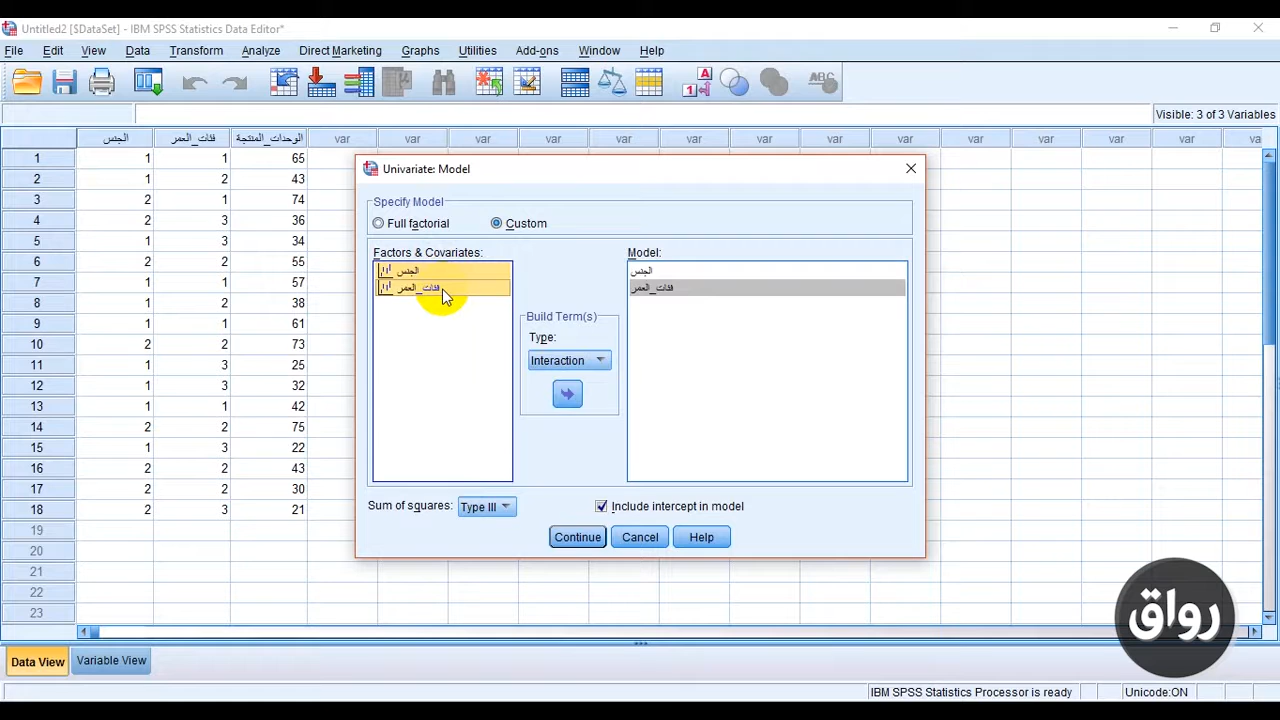 Untitled2 [$DataSet] - IBM SPSS Statistics Data Editor*
File Edit View Data Transform Analyze Direct Marketing Graphs Utilities Add-ons Window Help
Visible: 3 of 3 Variables
الجنس فئات_العمر الوحدات_المنتجة var var var var var var var var var var var var var va
1 1 1 65
2 1 2 43
3 2 1 74
4 2 3 36
5 1 3 34
6 2 2 55
7 1 1 57
8 1 2 38
9 1 1 61
10 2 2 73
11 1 3 25
12 1 3 32
13 1 1 42
14 2 2 75
15 1 3 22
16 2 2 43
17 2 2 30
18 2 3 21
19
20
21
22
23
Univariate: Model
Specify Model
Full factorial Custom
Factors & Covariates:
الجنس
فئات_العمر
Build Term(s)
Type:
Interaction
Model:
الجنس
فئات_العمر
Sum of squares: Type III Include intercept in model
Continue Cancel Help
رواق
Data View Variable View
IBM SPSS Statistics Processor is ready Unicode:ON